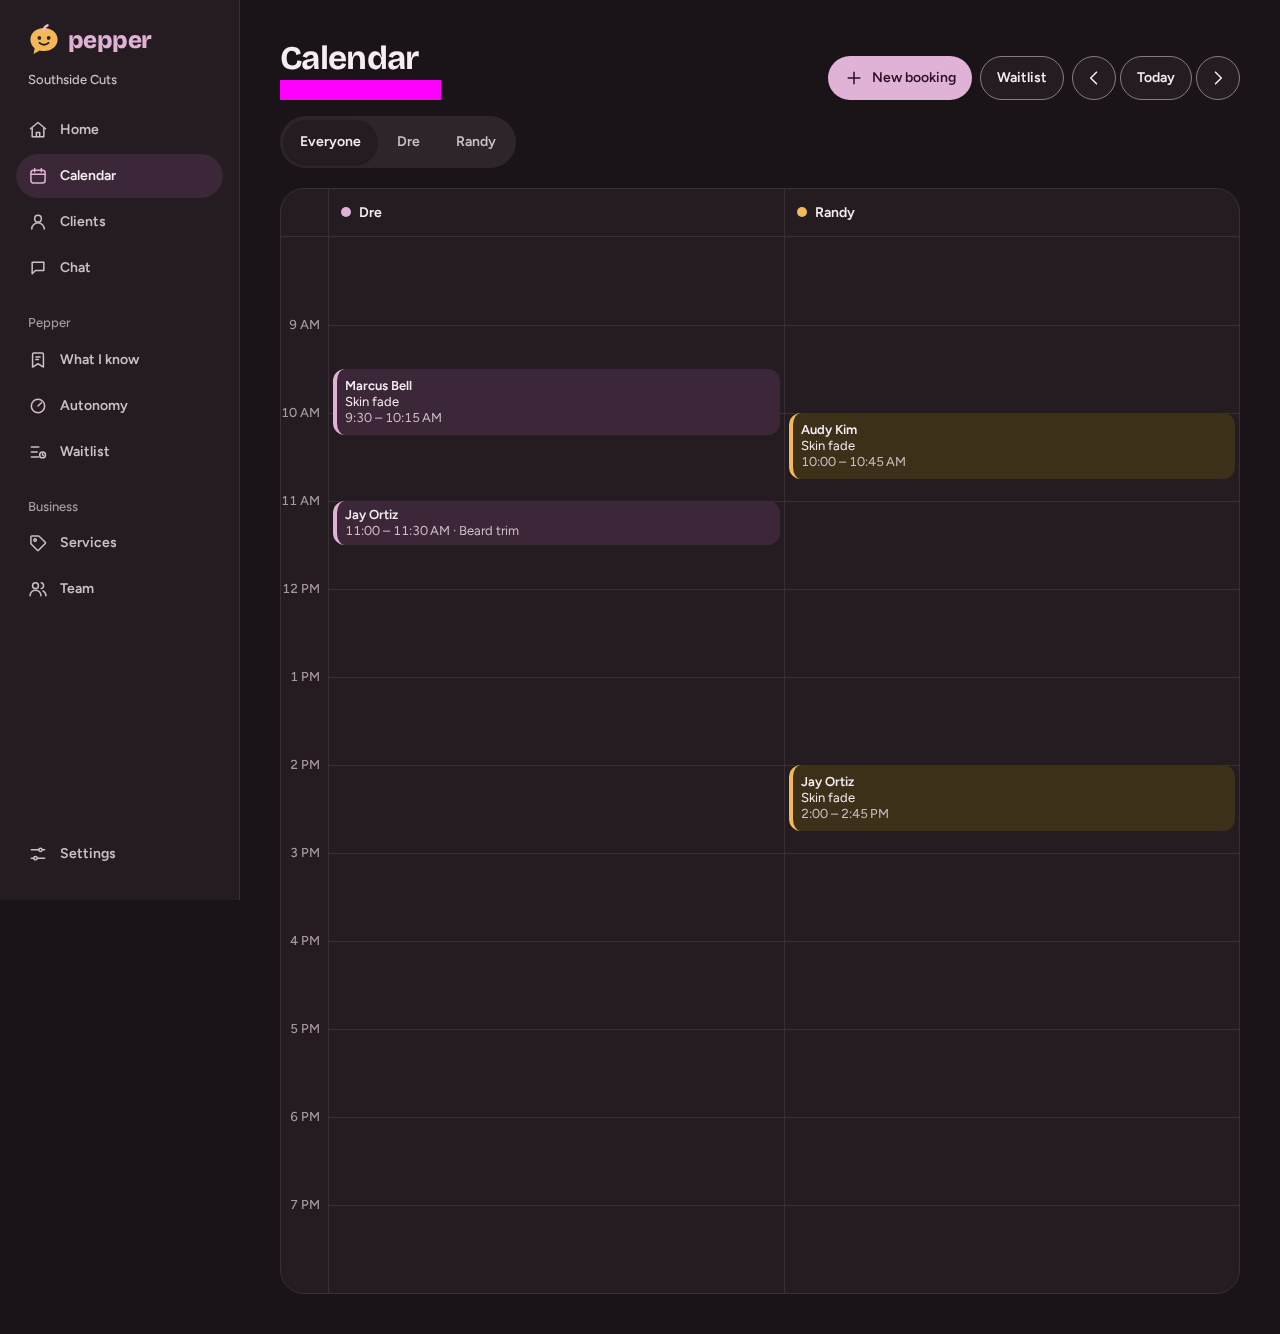 pepper
Southside Cuts
Home
Calendar
Clients
Chat
Pepper
What I know
Autonomy
Waitlist
Business
Services
Team
Settings
Calendar
New booking
Waitlist
Today
Everyone
Dre
Randy
Dre
Randy
9 AM
10 AM
11 AM
12 PM
1 PM
2 PM
3 PM
4 PM
5 PM
6 PM
7 PM
Marcus Bell
Skin fade
9:30 – 10:15 AM
Jay Ortiz
11:00 – 11:30 AM · Beard trim
Audy Kim
Skin fade
10:00 – 10:45 AM
Jay Ortiz
Skin fade
2:00 – 2:45 PM